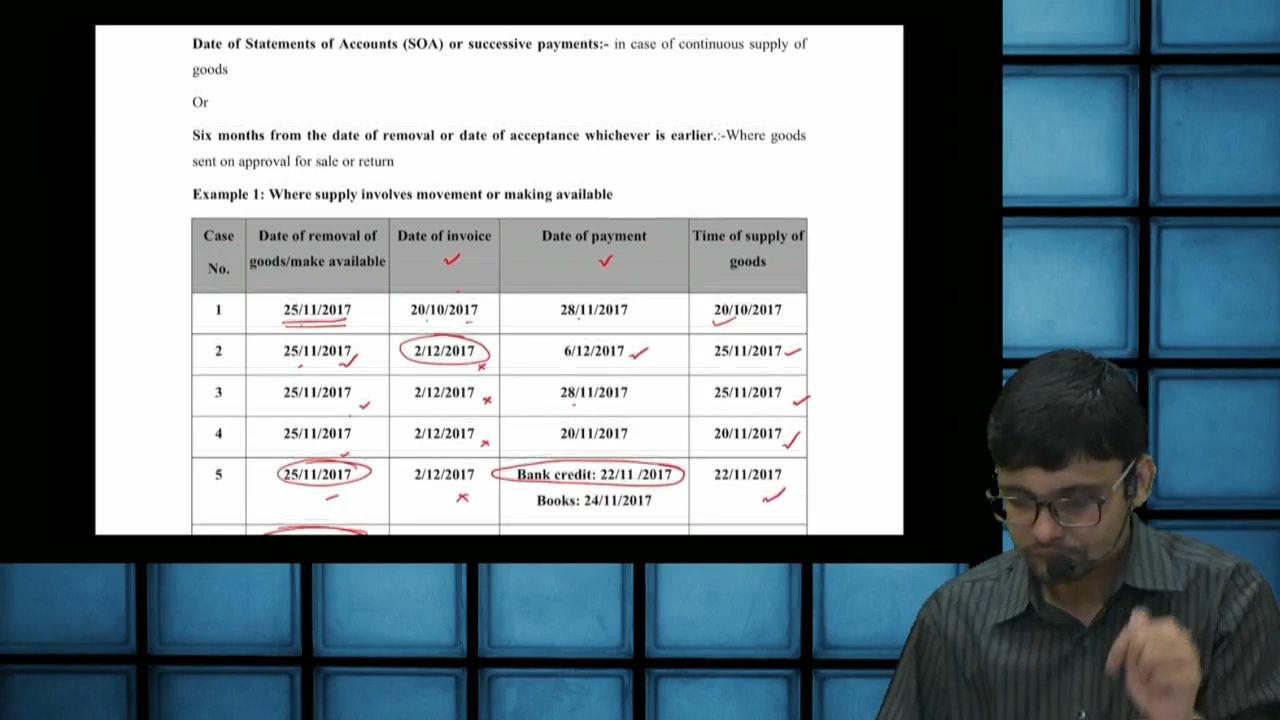 Date of Statements of Accounts (SOA) or successive payments:- in case of continuous supply of
goods
Or
Six months from the date of removal or date of acceptance whichever is earlier.:-Where goods
sent on approval for sale or return
Example 1: Where supply involves movement or making available
Case No. Date of removal of goods/make available Date of invoice Date of payment Time of supply of goods
1 25/11/2017 20/10/2017 28/11/2017 20/10/2017
2 25/11/2017 2/12/2017 6/12/2017 25/11/2017
3 25/11/2017 2/12/2017 28/11/2017 25/11/2017
4 25/11/2017 2/12/2017 20/11/2017 20/11/2017
5 25/11/2017 2/12/2017 Bank credit: 22/11 /2017 22/11/2017
Books: 24/11/2017